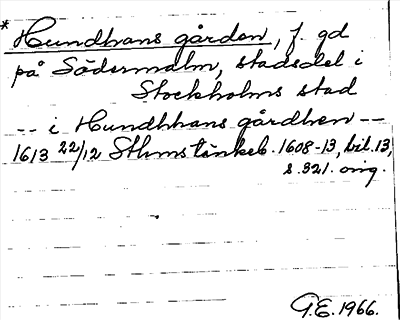 * Hundhans gården, f. gd
på Södermalm, stadsdel i
Stockholms stad
-- i Hundhhans gårdhen --
1613 22/12 Sthms tänkeb. 1608-13, bil. 13,
s. 321. orig.
G.E. 1966.